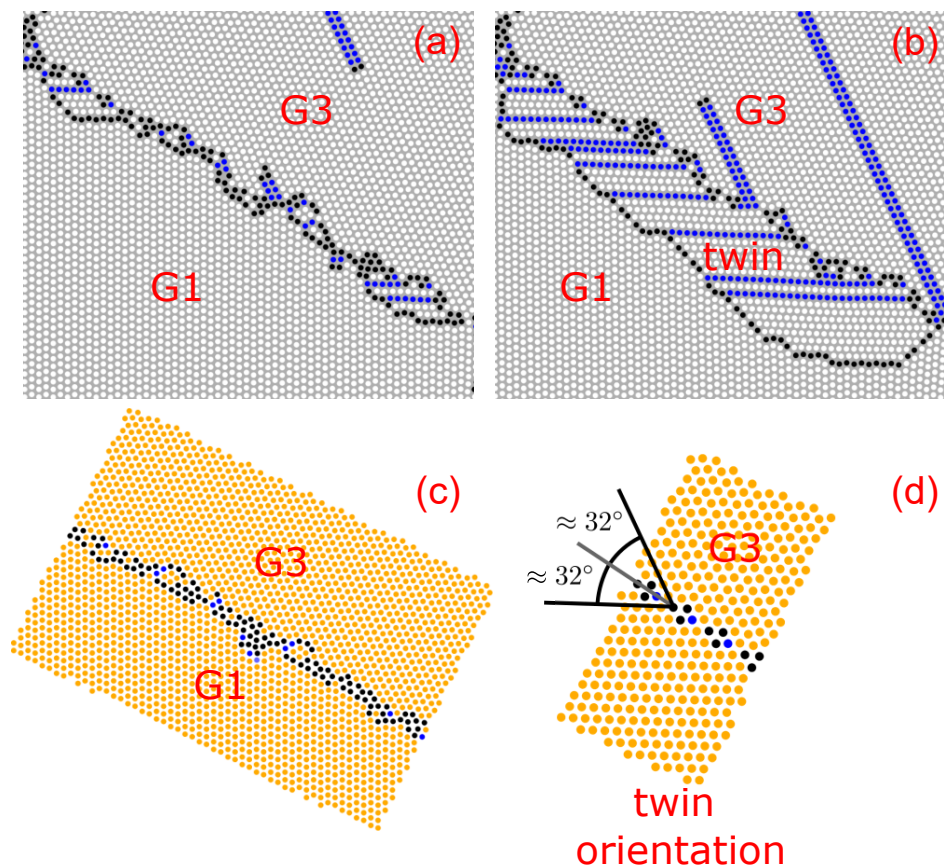 (a)
G3
G1
(b)
G3
twin
G1
(c)
G3
G1
(d)
≈ 32°
≈ 32°
G3
twin
orientation